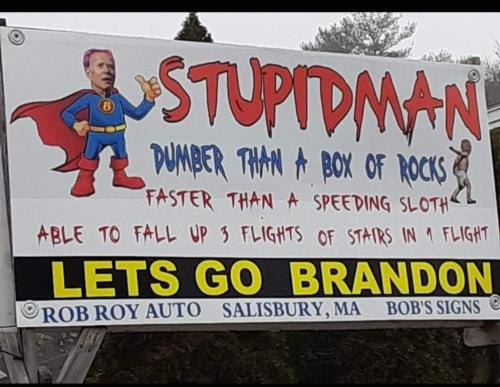 STUPIDMAN
B
DUMBER THAN A BOX OF ROCKS
FASTER THAN A SPEEDING SLOTH
ABLE TO FALL UP 3 FLIGHTS OF STAIRS IN 1 FLIGHT
LETS GO BRANDON
ROB ROY AUTO SALISBURY, MA BOB'S SIGNS